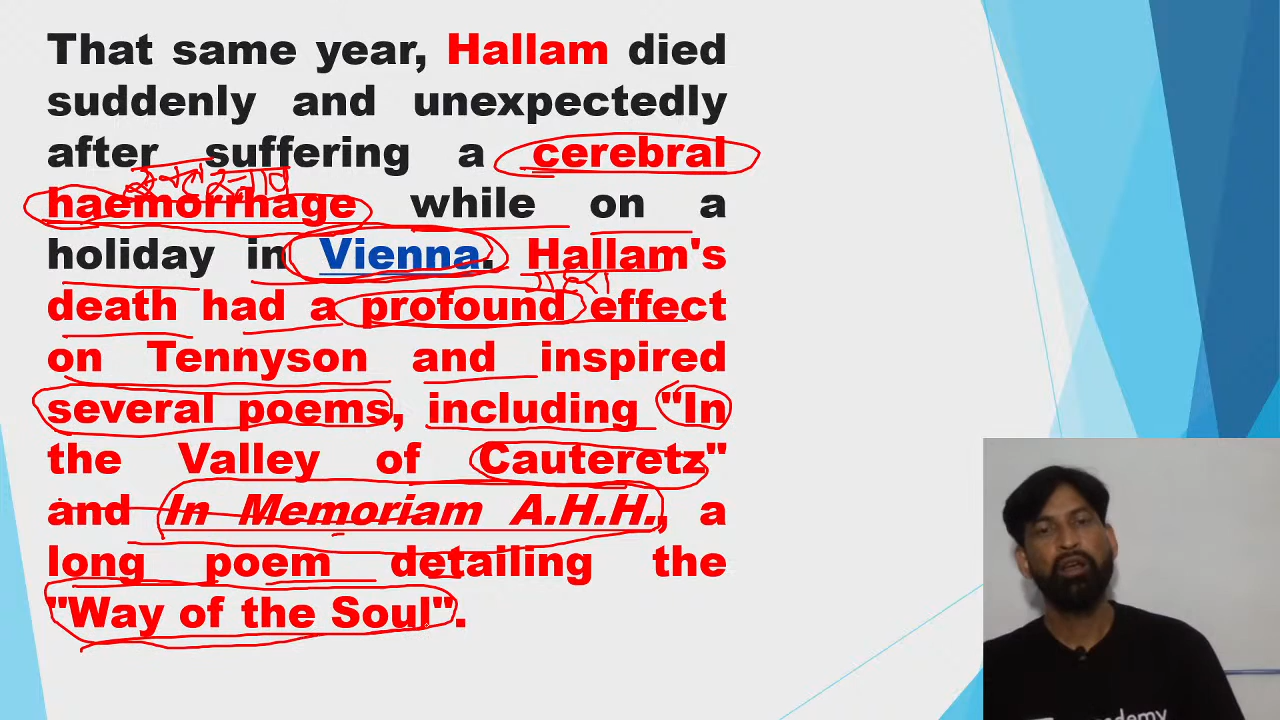 That same year, Hallam died
suddenly and unexpectedly
after suffering a cerebral
haemorrhage while on a
holiday in Vienna. Hallam's
death had a profound effect
on Tennyson and inspired
several poems, including "In
the Valley of Cauteretz"
and In Memoriam A.H.H., a
long poem detailing the
"Way of the Soul".